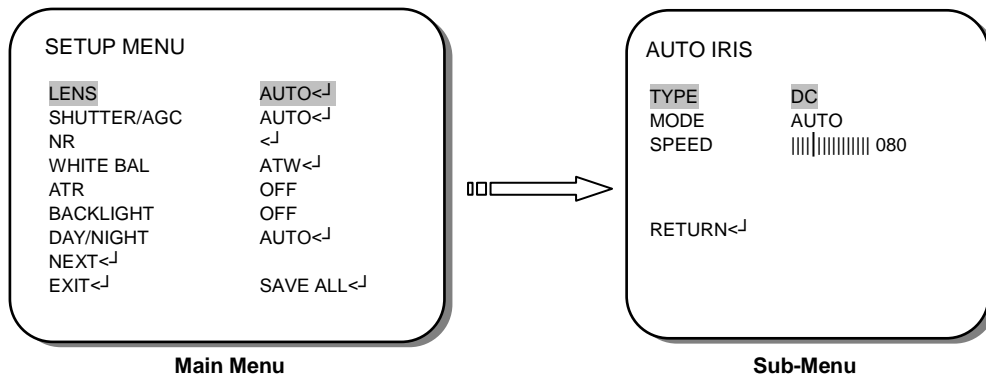 SETUP MENU
LENS AUTO<┘
SHUTTER/AGC AUTO<┘
NR <┘
WHITE BAL ATW<┘
ATR OFF
BACKLIGHT OFF
DAY/NIGHT AUTO<┘
NEXT<┘
EXIT<┘ SAVE ALL<┘
Main Menu
AUTO IRIS
TYPE DC
MODE AUTO
SPEED ||||||||||||||| 080
RETURN<┘
Sub-Menu